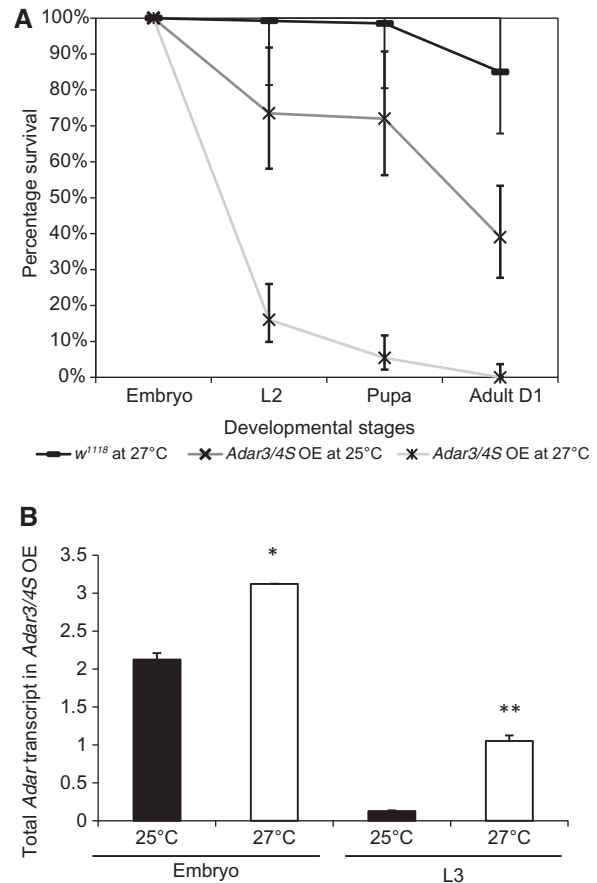 A
Percentage survival
100%
90%
80%
70%
60%
50%
40%
30%
20%
10%
0%
Embryo L2 Pupa Adult D1
Developmental stages
w1118 at 27°C Adar3/4S OE at 25°C Adar3/4S OE at 27°C
B
Total Adar transcript in Adar3/4S OE
3.5
3
2.5
2
1.5
1
0.5
0
*
**
25°C 27°C 25°C 27°C
Embryo L3